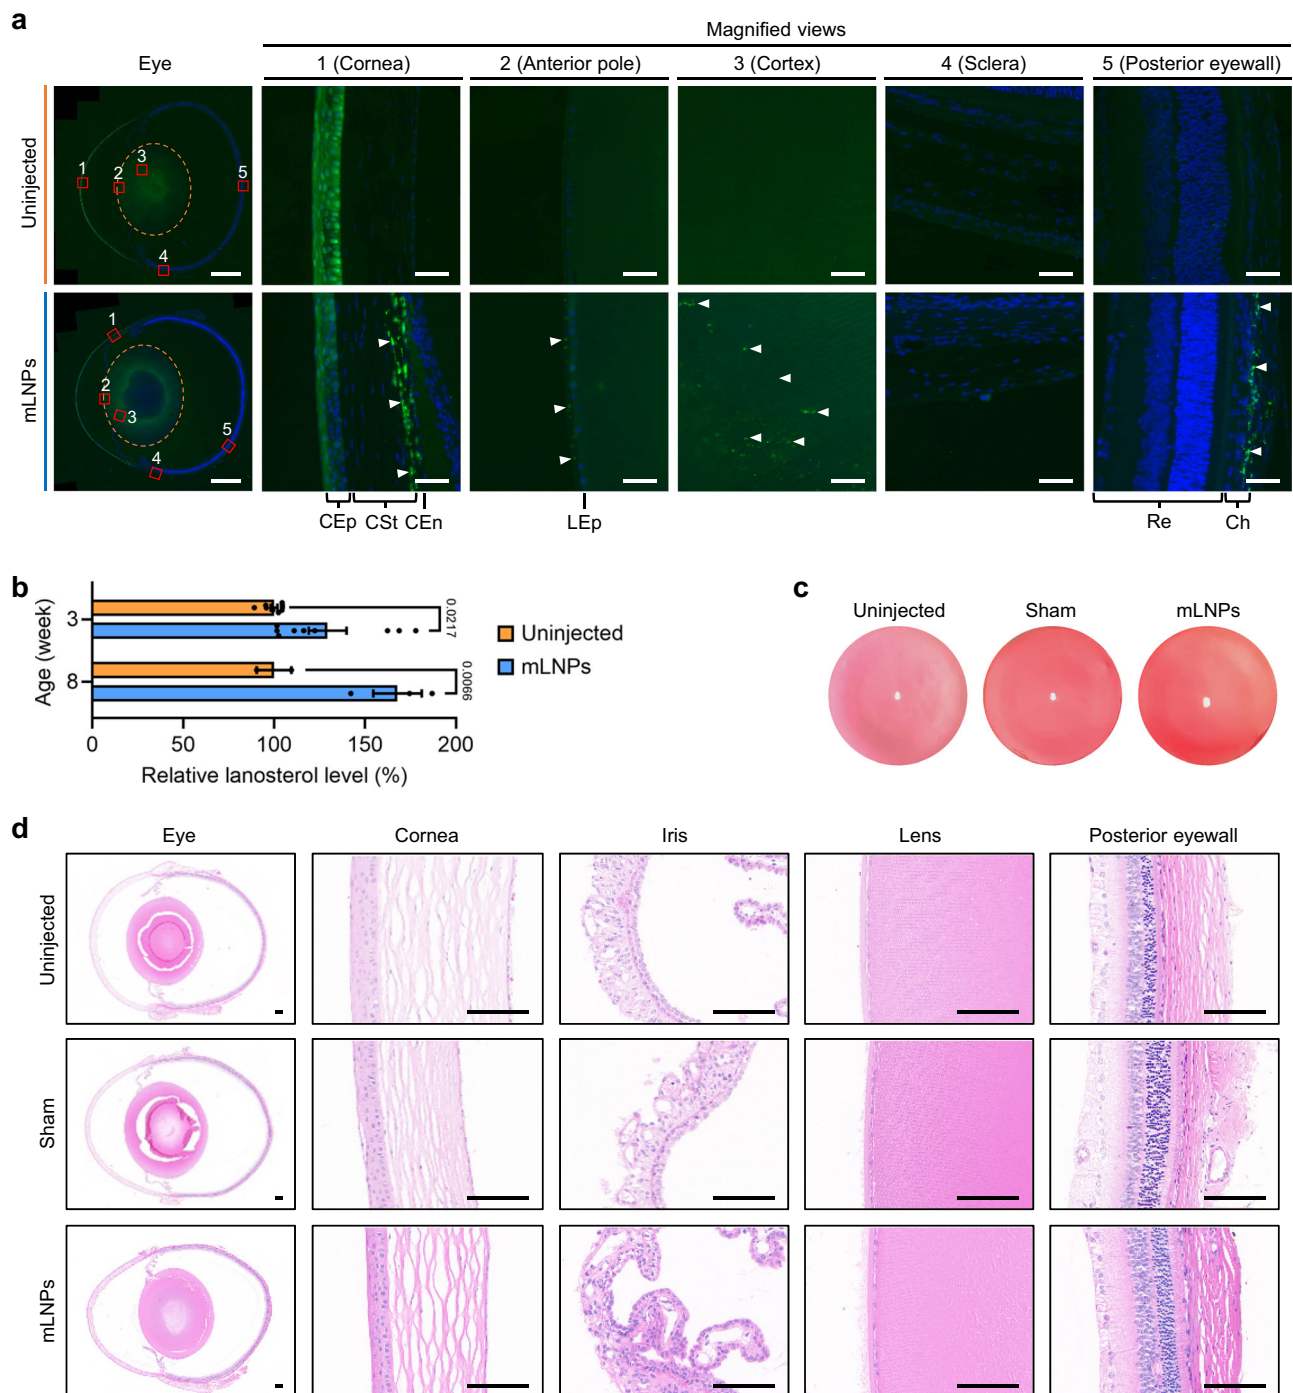 a
Magnified views
Eye
1 (Cornea)
2 (Anterior pole)
3 (Cortex)
4 (Sclera)
5 (Posterior eyewall)
Uninjected
1
2
3
4
5
mLNPs
1
2
3
4
5
CEp
CSt
CEn
LEp
Re
Ch
b
Age (week)
3
8
0.0217
0.0066
0
50
100
150
200
Relative lanosterol level (%)
Uninjected
mLNPs
c
Uninjected
Sham
mLNPs
d
Eye
Cornea
Iris
Lens
Posterior eyewall
Uninjected
Sham
mLNPs